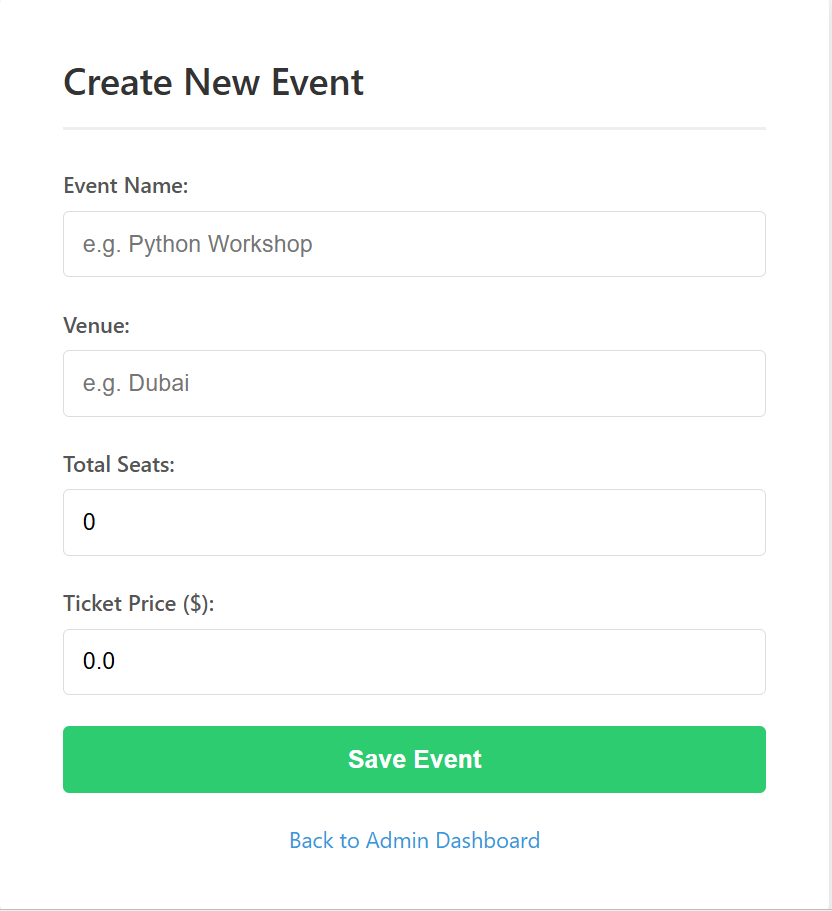 Create New Event
Event Name:
e.g. Python Workshop
Venue:
e.g. Dubai
Total Seats:
0
Ticket Price ($):
0.0
Save Event
Back to Admin Dashboard